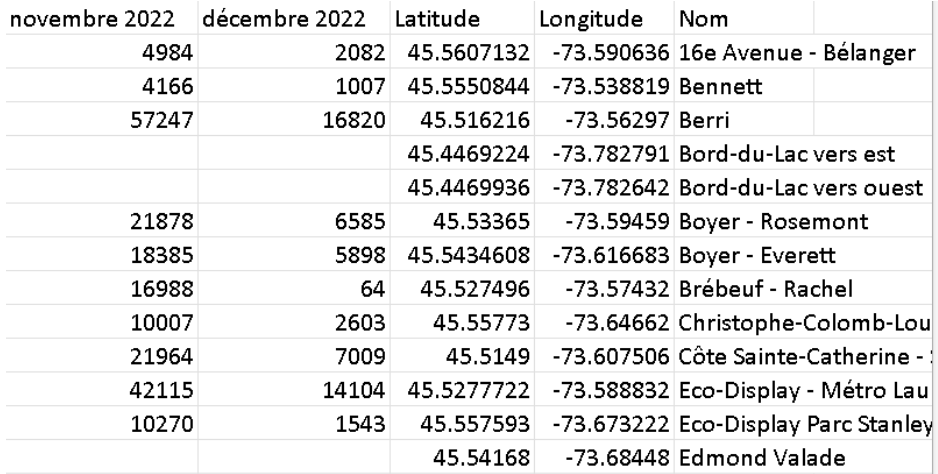 novembre 2022 décembre 2022 Latitude Longitude Nom
4984 2082 45.5607132 -73.590636 16e Avenue - Bélanger
4166 1007 45.5550844 -73.538819 Bennett
57247 16820 45.516216 -73.56297 Berri
45.4469224 -73.782791 Bord-du-Lac vers est
45.4469936 -73.782642 Bord-du-Lac vers ouest
21878 6585 45.53365 -73.59459 Boyer - Rosemont
18385 5898 45.5434608 -73.616683 Boyer - Everett
16988 64 45.527496 -73.57432 Brébeuf - Rachel
10007 2603 45.55773 -73.64662 Christophe-Colomb-Lou
21964 7009 45.5149 -73.607506 Côte Sainte-Catherine -
42115 14104 45.5277722 -73.588832 Eco-Display - Métro Lau
10270 1543 45.557593 -73.673222 Eco-Display Parc Stanley
45.54168 -73.68448 Edmond Valade